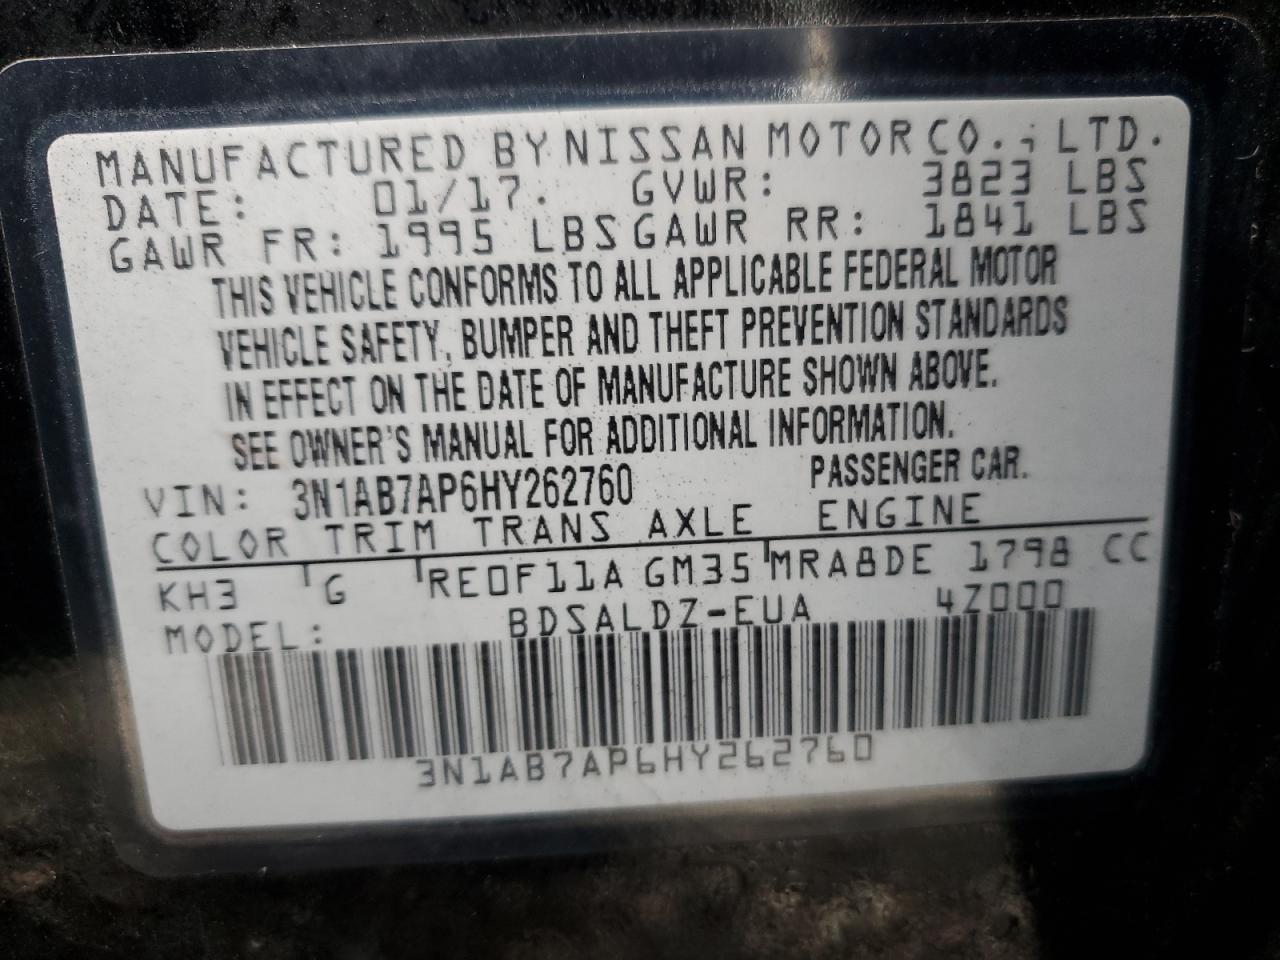 MANUFACTURED BY NISSAN MOTOR CO., LTD.
DATE: 01/17. GVWR: 3823 LBS
GAWR FR: 1995 LBS GAWR RR: 1841 LBS
THIS VEHICLE CONFORMS TO ALL APPLICABLE FEDERAL MOTOR
VEHICLE SAFETY, BUMPER AND THEFT PREVENTION STANDARDS
IN EFFECT ON THE DATE OF MANUFACTURE SHOWN ABOVE.
SEE OWNER'S MANUAL FOR ADDITIONAL INFORMATION.
VIN: 3N1AB7AP6HY262760 PASSENGER CAR.
COLOR TRIM TRANS AXLE ENGINE
KH3 G RE0F11A GM35 MRA8DE 1798 CC
MODEL: BDSALDZ-EUA 4Z000
3N1AB7AP6HY262760